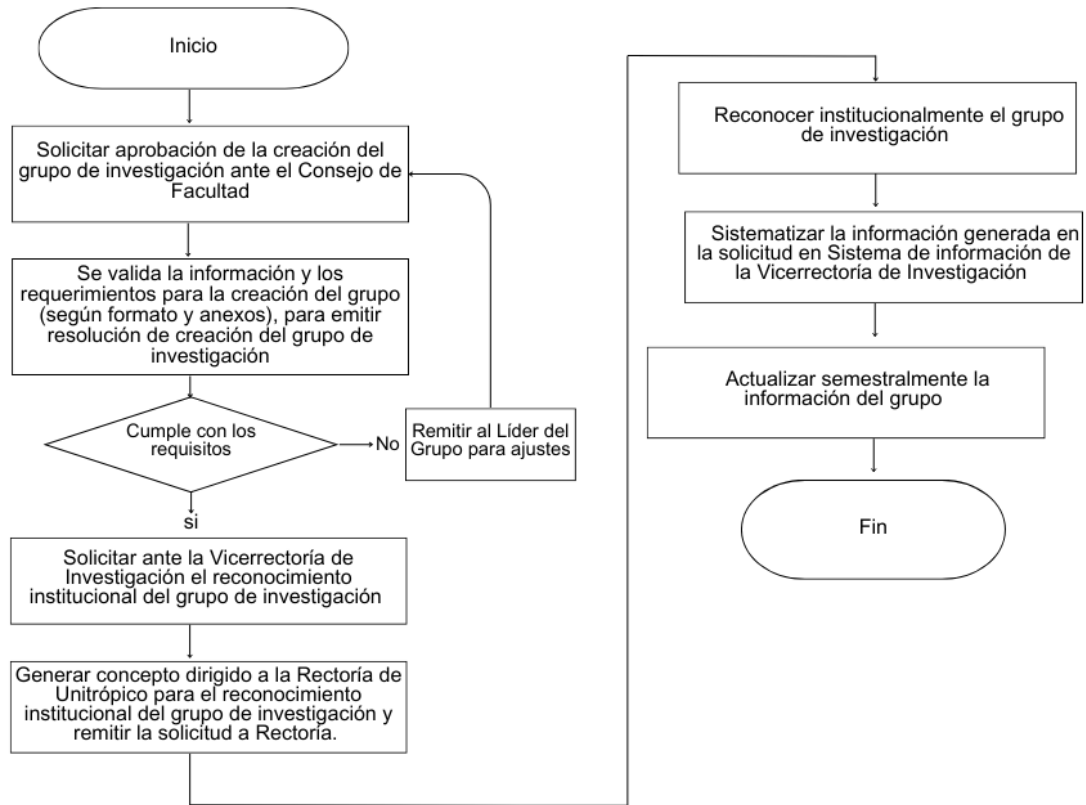 Inicio
Solicitar aprobación de la creación del
grupo de investigación ante el Consejo de
Facultad
Se valida la información y los
requerimientos para la creación del grupo
(según formato y anexos), para emitir
resolución de creación del grupo de
investigación
Cumple con los
requisitos
No
Remitir al Líder del
Grupo para ajustes
si
Solicitar ante la Vicerrectoría de
Investigación el reconocimiento
institucional del grupo de investigación
Generar concepto dirigido a la Rectoría de
Unitrópico para el reconocimiento
institucional del grupo de investigación y
remitir la solicitud a Rectoría.
Reconocer institucionalmente el grupo
de investigación
Sistematizar la información generada en
la solicitud en Sistema de información de
la Vicerrectoría de Investigación
Actualizar semestralmente la
información del grupo
Fin